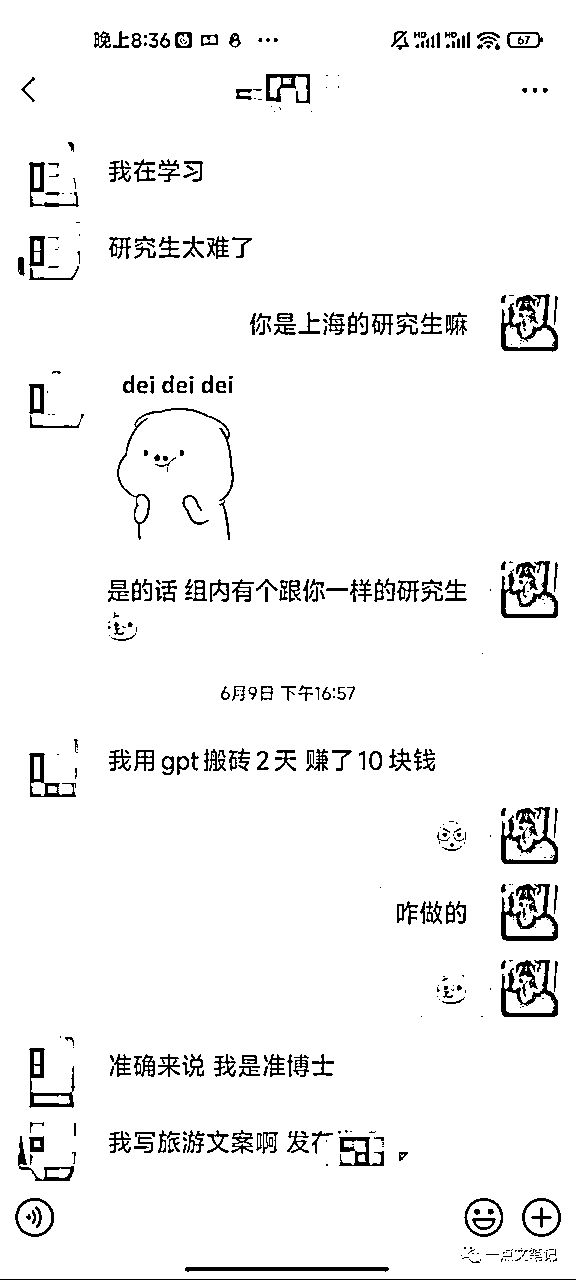 晚上8:36
67
我在学习
研究生太难了
你是上海的研究生嘛
dei dei dei
是的话 组内有个跟你一样的研究生
6月9日 下午16:57
我用gpt搬砖2天 赚了10块钱
咋做的
准确来说 我是准博士
我写旅游文案啊 发在
一点文笔记